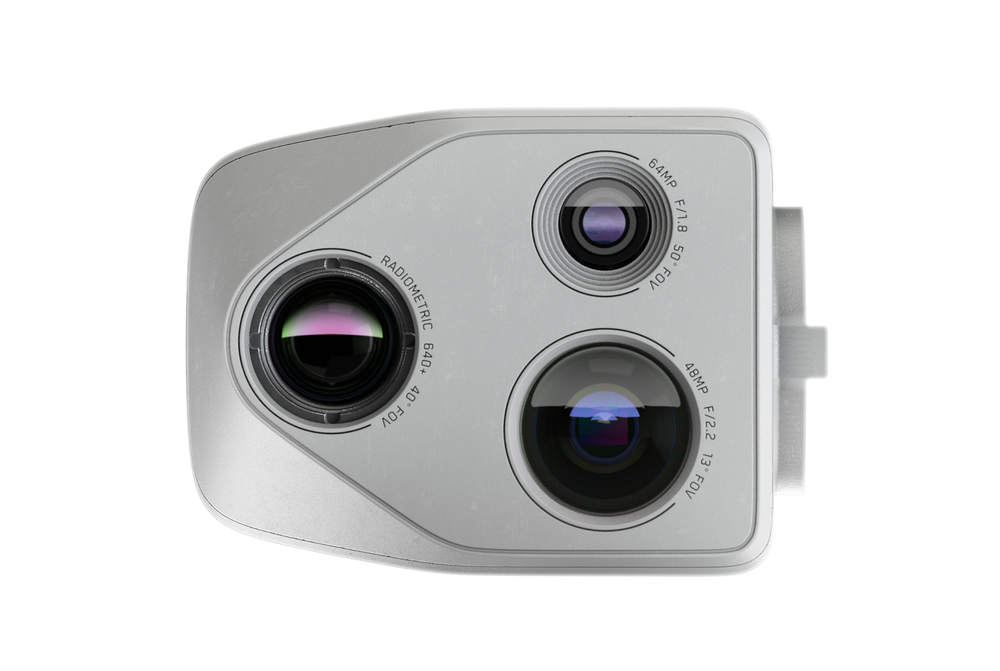 64MP F/1.8 50° FOV
RADIOMETRIC 640+ 40° FOV
48MP F/2.2 13° FOV